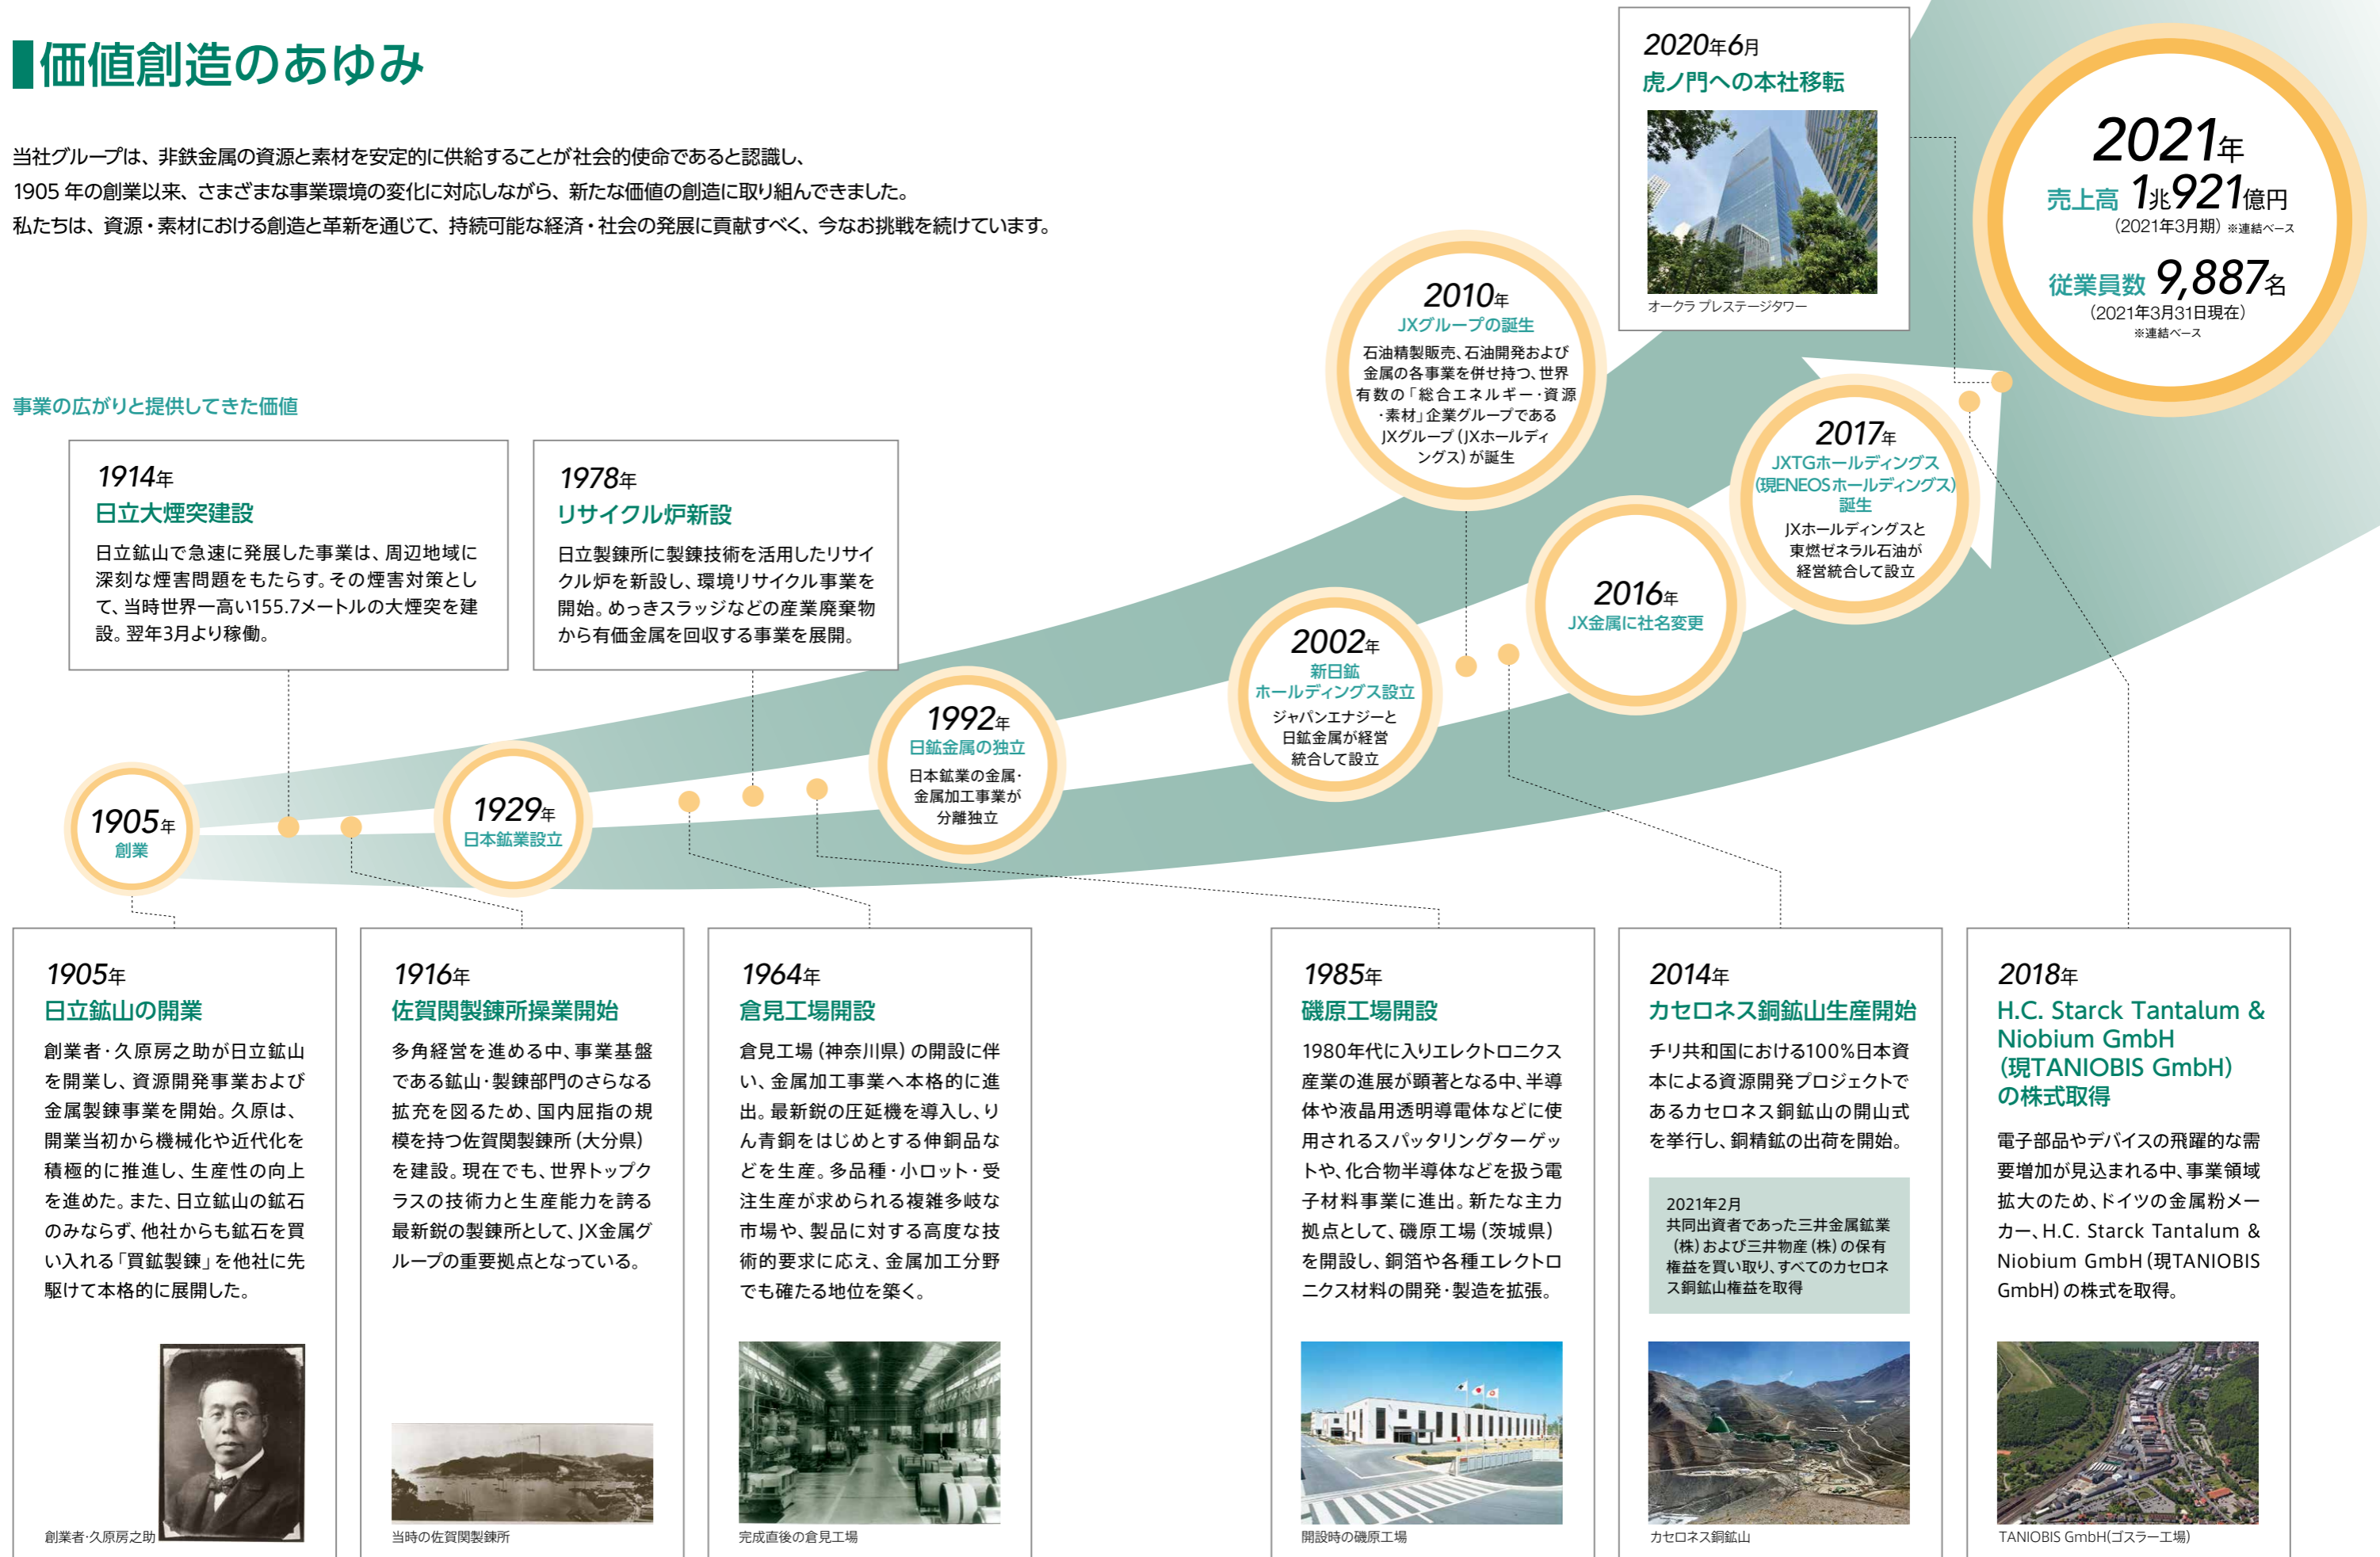 価値創造のあゆみ
当社グループは、非鉄金属の資源と素材を安定的に供給することが社会的使命であると認識し、
1905 年の創業以来、さまざまな事業環境の変化に対応しながら、新たな価値の創造に取り組んできました。
私たちは、資源・素材における創造と革新を通じて、持続可能な経済・社会の発展に貢献すべく、今なお挑戦を続けています。
事業の広がりと提供してきた価値
1914年
日立大煙突建設
日立鉱山で急速に発展した事業は、周辺地域に
深刻な煙害問題をもたらす。その煙害対策とし
て、当時世界一高い155.7メートルの大煙突を建
設。翌年3月より稼働。
1978年
リサイクル炉新設
日立製錬所に製錬技術を活用したリサイ
クル炉を新設し、環境リサイクル事業を
開始。めっきスラッジなどの産業廃棄物
から有価金属を回収する事業を展開。
2020年6月
虎ノ門への本社移転
オークラ プレステージタワー
2021年
売上高 1兆921億円
（2021年3月期）※連結ベース
従業員数 9,887名
（2021年3月31日現在）
※連結ベース
1905年
創業
1929年
日本鉱業設立
1992年
日鉱金属の独立
日本鉱業の金属・
金属加工事業が
分離独立
2002年
新日鉱
ホールディングス設立
ジャパンエナジーと
日鉱金属が経営
統合して設立
2010年
JXグループの誕生
石油精製販売、石油開発および
金属の各事業を併せ持つ、世界
有数の「総合エネルギー・資源
・素材」企業グループである
JXグループ（JXホールディ
ングス）が誕生
2016年
JX金属に社名変更
2017年
JXTGホールディングス
（現ENEOSホールディングス）
誕生
JXホールディングスと
東燃ゼネラル石油が
経営統合して設立
1905年
日立鉱山の開業
創業者・久原房之助が日立鉱山
を開業し、資源開発事業および
金属製錬事業を開始。久原は、
開業当初から機械化や近代化を
積極的に推進し、生産性の向上
を進めた。また、日立鉱山の鉱石
のみならず、他社からも鉱石を買
い入れる「買鉱製錬」を他社に先
駆けて本格的に展開した。
創業者・久原房之助
1916年
佐賀関製錬所操業開始
多角経営を進める中、事業基盤
である鉱山・製錬部門のさらなる
拡充を図るため、国内屈指の規
模を持つ佐賀関製錬所（大分県）
を建設。現在でも、世界トップク
ラスの技術力と生産能力を誇る
最新鋭の製錬所として、JX金属グ
ループの重要拠点となっている。
当時の佐賀関製錬所
1964年
倉見工場開設
倉見工場（神奈川県）の開設に伴
い、金属加工事業へ本格的に進
出。最新鋭の圧延機を導入し、り
ん青銅をはじめとする伸銅品な
どを生産。多品種・小ロット・受
注生産が求められる複雑多岐な
市場や、製品に対する高度な技
術的要求に応え、金属加工分野
でも確たる地位を築く。
完成直後の倉見工場
1985年
磯原工場開設
1980年代に入りエレクトロニクス
産業の進展が顕著となる中、半導
体や液晶用透明導電体などに使
用されるスパッタリングターゲッ
トや、化合物半導体などを扱う電
子材料事業に進出。新たな主力
拠点として、磯原工場（茨城県）
を開設し、銅箔や各種エレクトロ
ニクス材料の開発・製造を拡張。
開設時の磯原工場
2014年
カセロネス銅鉱山生産開始
チリ共和国における100%日本資
本による資源開発プロジェクトで
あるカセロネス銅鉱山の開山式
を挙行し、銅精鉱の出荷を開始。
2021年2月
共同出資者であった三井金属鉱業
（株）および三井物産（株）の保有
権益を買い取り、すべてのカセロネ
ス銅鉱山権益を取得
カセロネス銅鉱山
2018年
H.C. Starck Tantalum &
Niobium GmbH
（現TANIOBIS GmbH）
の株式取得
電子部品やデバイスの飛躍的な需
要増加が見込まれる中、事業領域
拡大のため、ドイツの金属粉メー
カー、H.C. Starck Tantalum &
Niobium GmbH（現TANIOBIS
GmbH）の株式を取得。
TANIOBIS GmbH(ゴスラー工場)